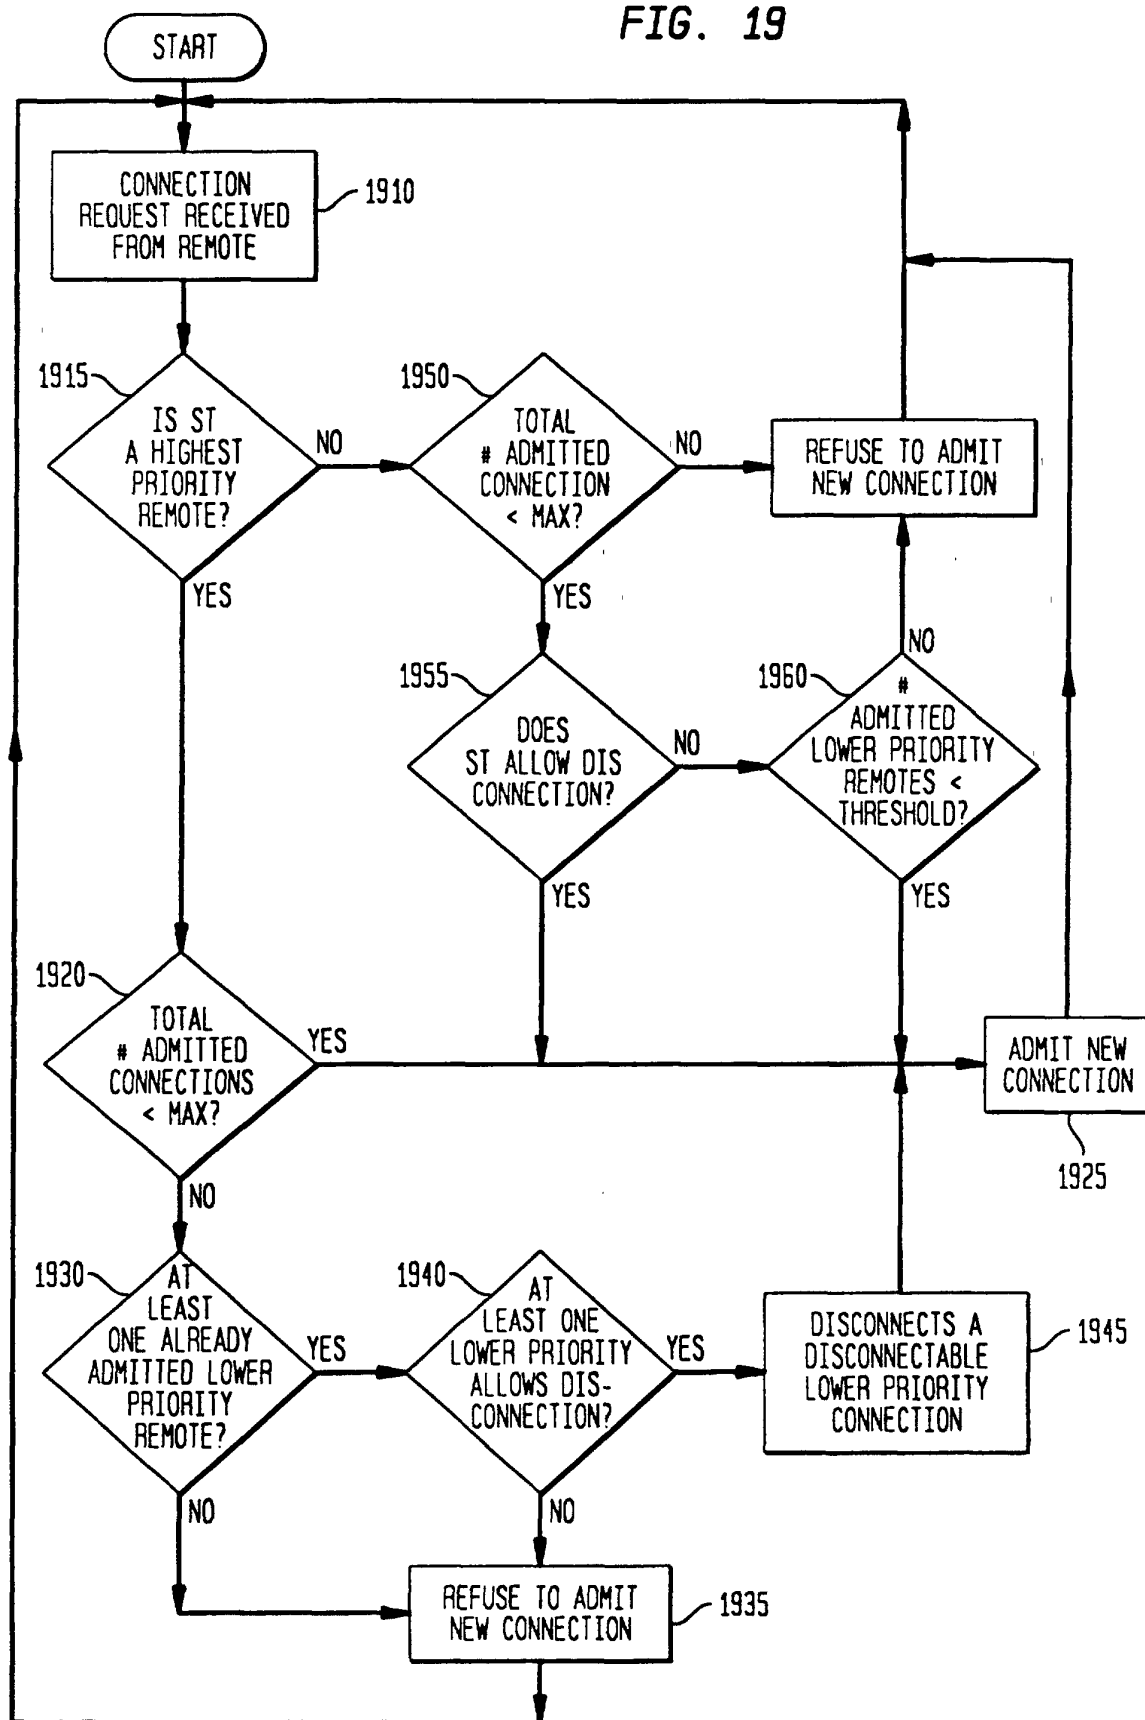 FIG. 19
START
CONNECTION
REQUEST RECEIVED
FROM REMOTE
1910
1915
IS ST
A HIGHEST
PRIORITY
REMOTE?
NO
YES
1950
TOTAL
# ADMITTED
CONNECTION
< MAX?
NO
YES
REFUSE TO ADMIT
NEW CONNECTION
1955
DOES
ST ALLOW DIS
CONNECTION?
NO
YES
1960
NO
#
ADMITTED
LOWER PRIORITY
REMOTES <
THRESHOLD?
YES
1920
TOTAL
# ADMITTED
CONNECTIONS
< MAX?
YES
NO
ADMIT NEW
CONNECTION
1925
1930
AT
LEAST
ONE ALREADY
ADMITTED LOWER
PRIORITY
REMOTE?
YES
NO
1940
AT
LEAST ONE
LOWER PRIORITY
ALLOWS DIS-
CONNECTION?
YES
NO
DISCONNECTS A
DISCONNECTABLE
LOWER PRIORITY
CONNECTION
1945
REFUSE TO ADMIT
NEW CONNECTION
1935